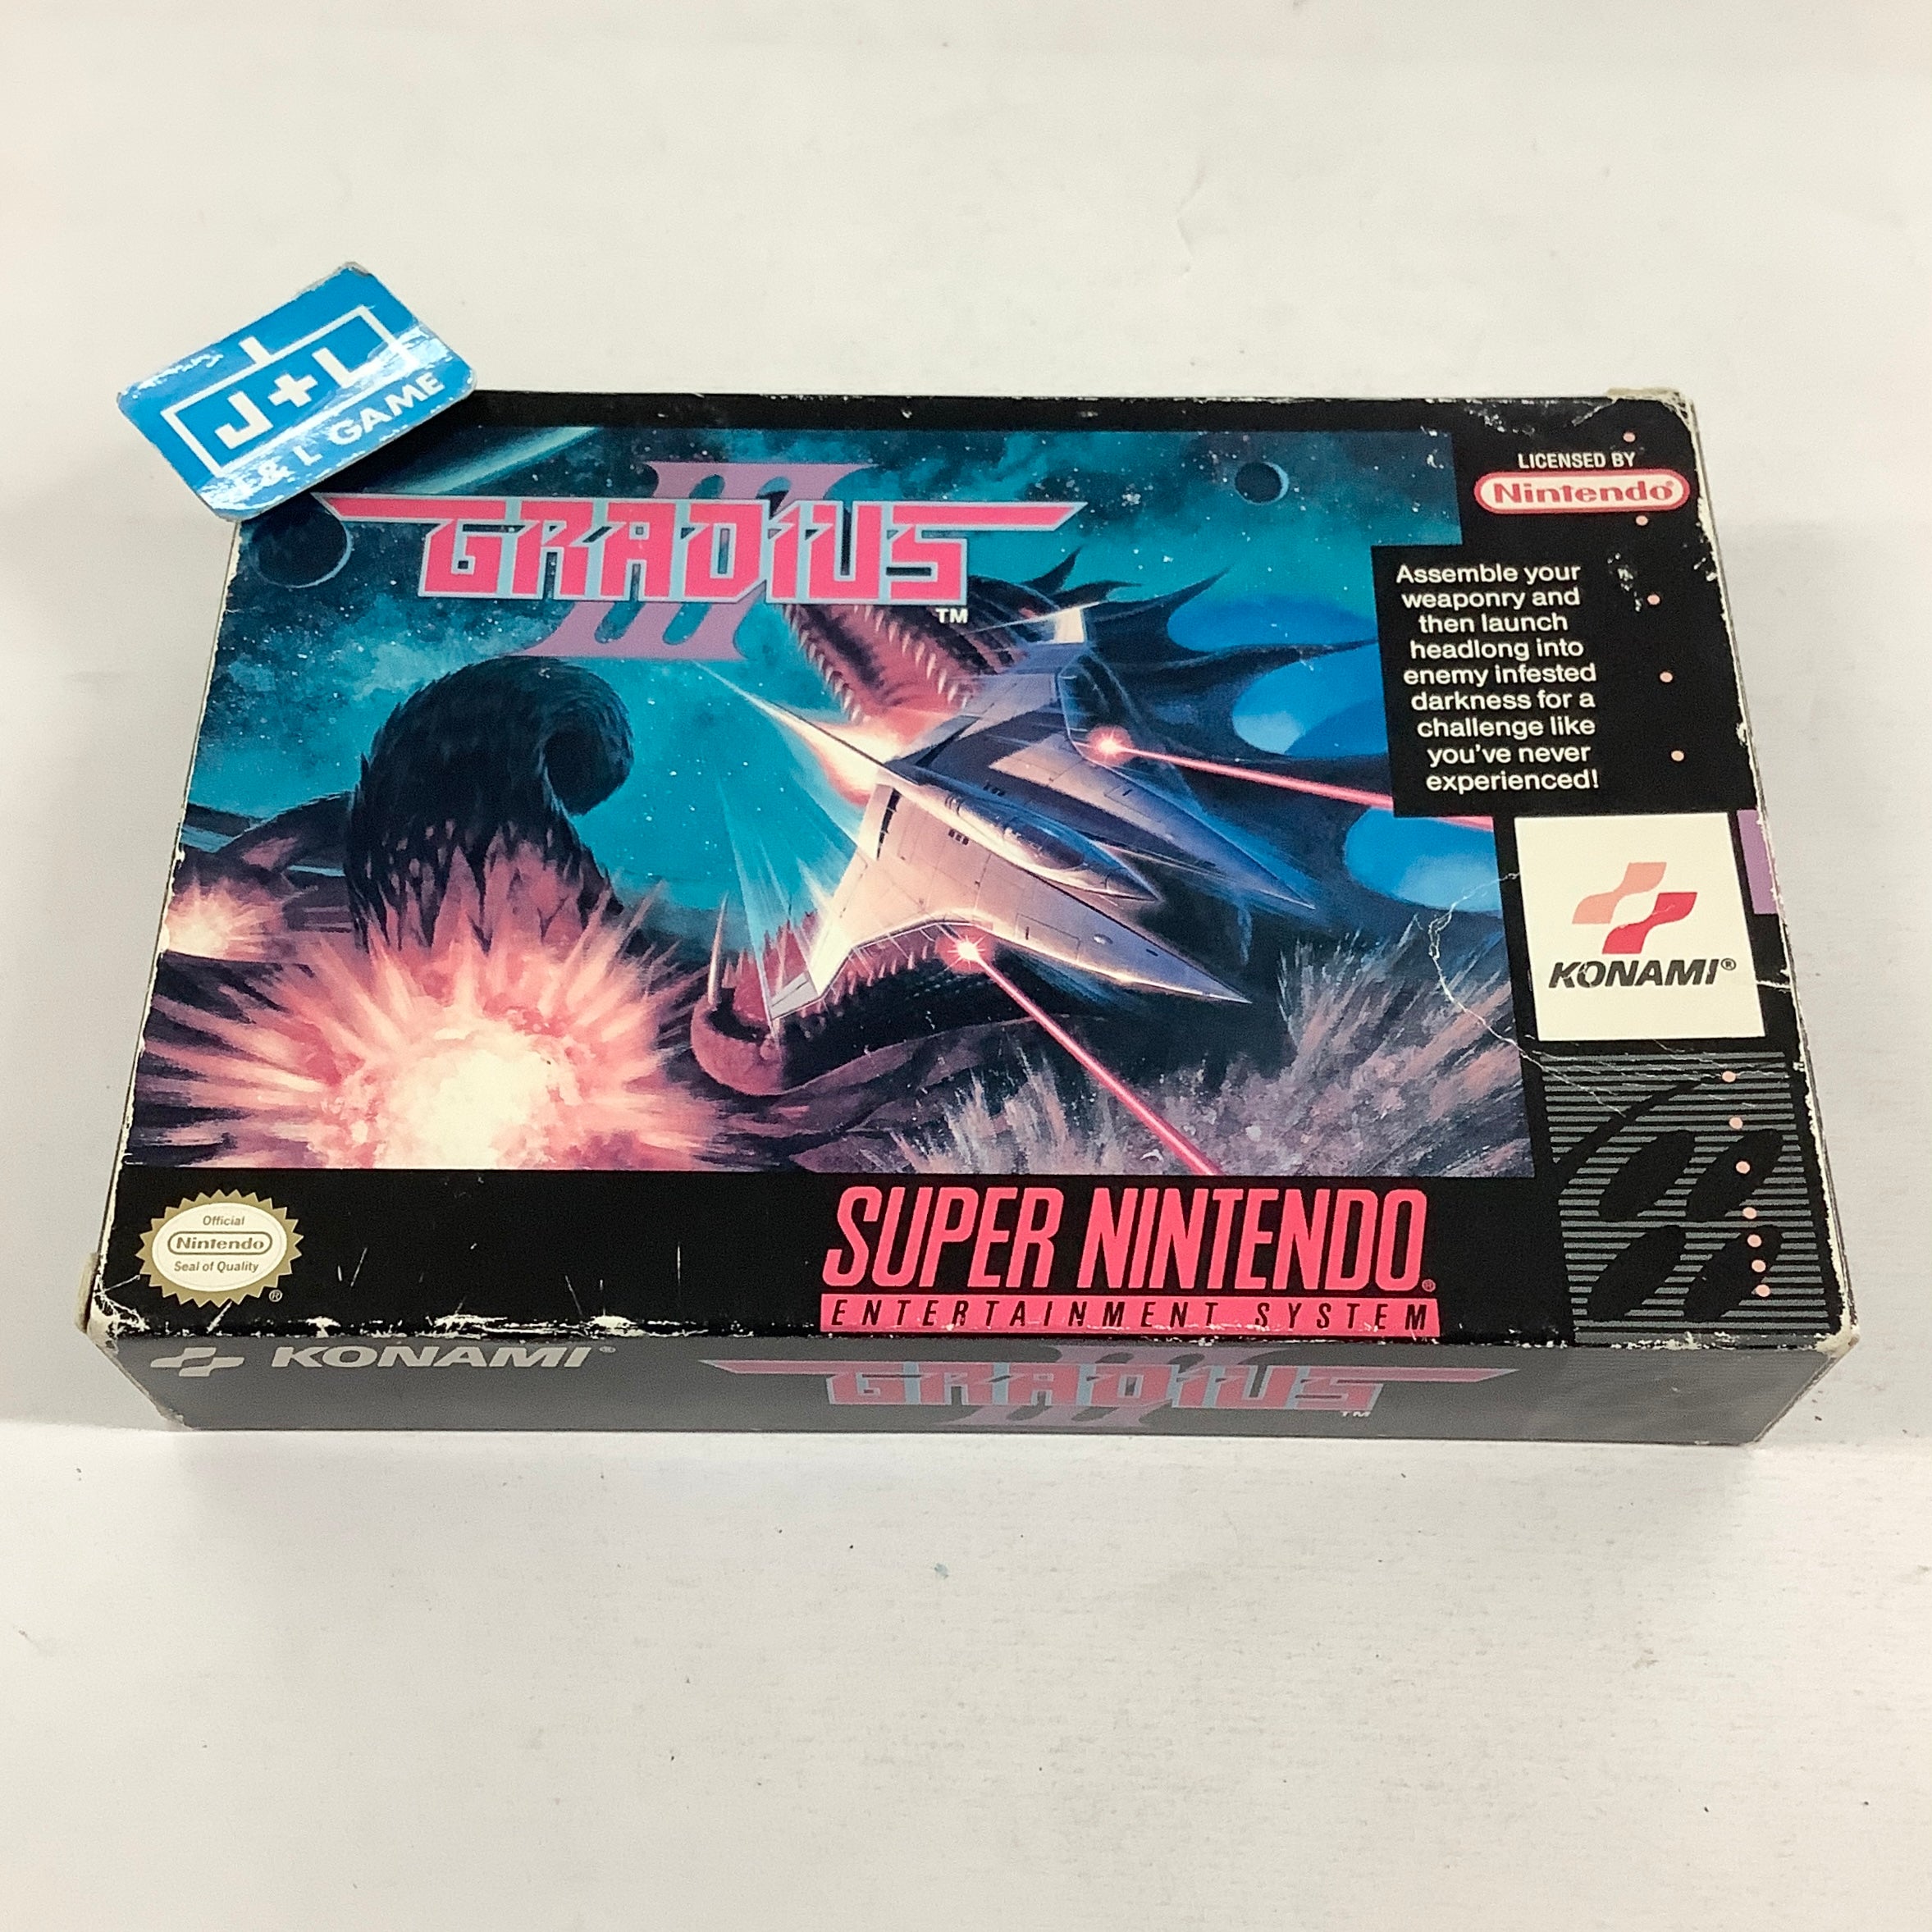 J+L
J & L GAME
III
GRADIUS
TM
LICENSED BY
Nintendo®
Assemble your
weaponry and
then launch
headlong into
enemy infested
darkness for a
challenge like
you've never
experienced!
KONAMI®
Official
Nintendo
Seal of Quality
®
SUPER NINTENDO®
ENTERTAINMENT SYSTEM
KONAMI®
III
GRADIUS
TM